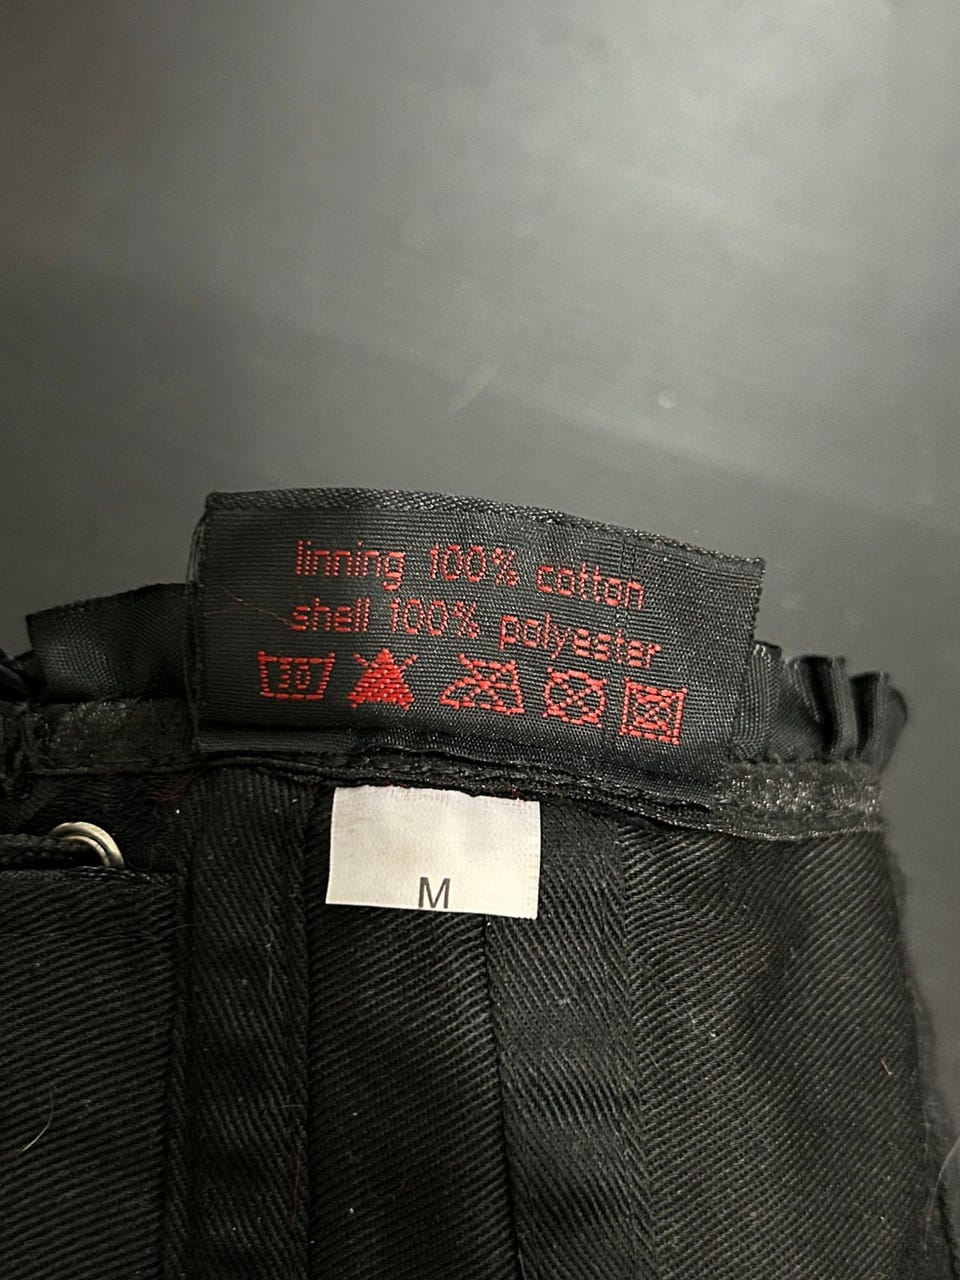 linning 100% cotton
shell 100% polyester
30
M